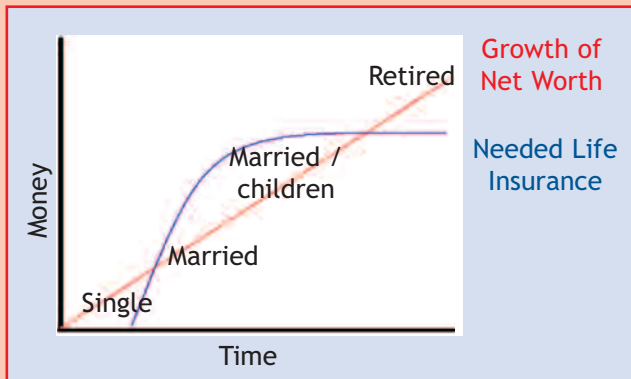 Growth of
Net Worth
Needed Life
Insurance
Retired
Married /
children
Married
Single
Money
Time